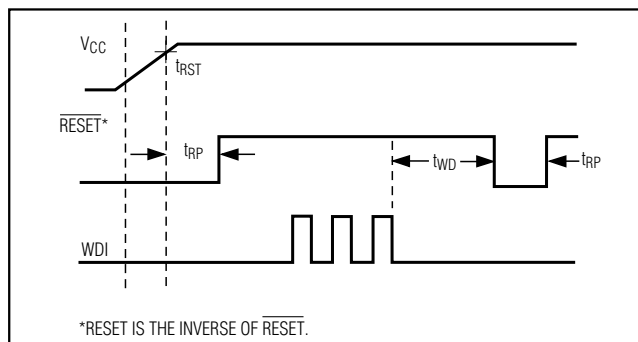 VCC
tRST
RESET*
tRP
tWD
tRP
WDI
*RESET IS THE INVERSE OF RESET.